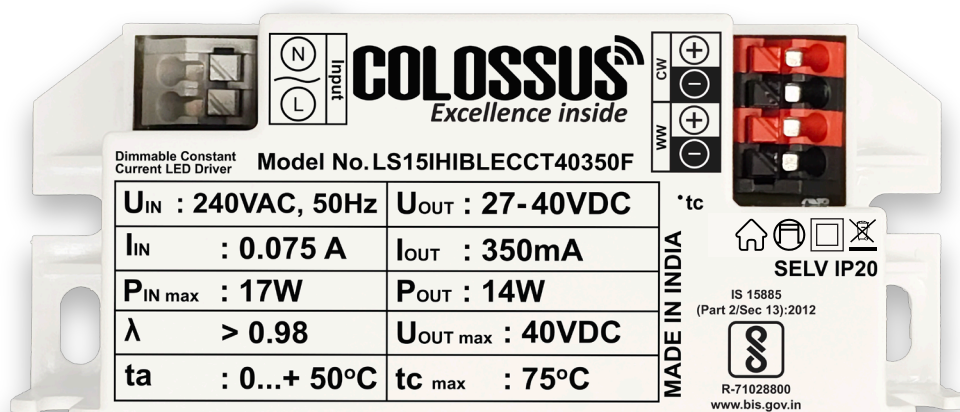 N
L
Input
COLOSSUS
Excellence inside
CW
+
−
WW
+
−
Dimmable Constant
Current LED Driver
Model No. LS15IHIBLECCT40350F
UIN : 240VAC, 50Hz
UOUT : 27-40VDC
IIN : 0.075 A
IOUT : 350mA
PIN max : 17W
POUT : 14W
λ > 0.98
UOUT max : 40VDC
ta : 0...+ 50°C
tc max : 75°C
•tc
MADE IN INDIA
SELV IP20
IS 15885
(Part 2/Sec 13):2012
R-71028800
www.bis.gov.in